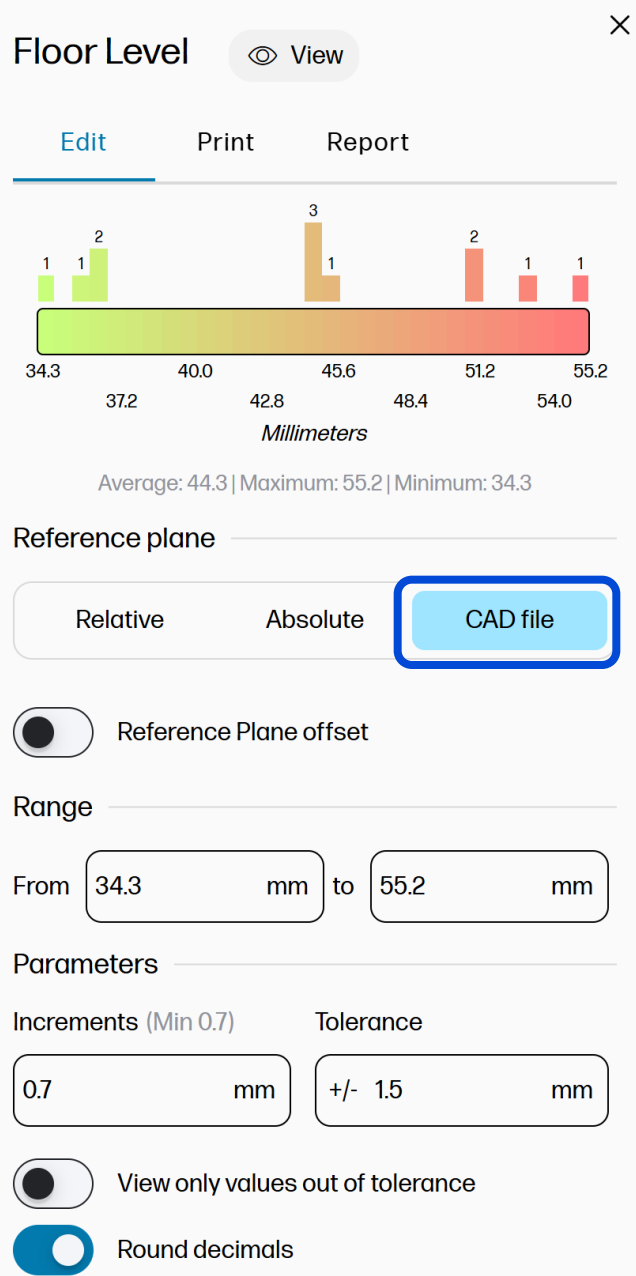 Floor Level
View
Edit Print Report
3
2 2
1 1 1 1 1
34.3 40.0 45.6 51.2 55.2
37.2 42.8 48.4 54.0
Millimeters
Average: 44.3 | Maximum: 55.2 | Minimum: 34.3
Reference plane
Relative Absolute CAD file
Reference Plane offset
Range
From 34.3 mm to 55.2 mm
Parameters
Increments (Min 0.7) Tolerance
0.7 mm +/- 1.5 mm
View only values out of tolerance
Round decimals